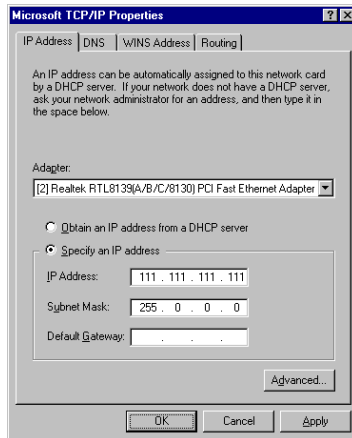 Microsoft TCP/IP Properties
IP Address DNS WINS Address Routing
An IP address can be automatically assigned to this network card
by a DHCP server. If your network does not have a DHCP server,
ask your network administrator for an address, and then type it in
the space below.
Adapter:
[2] Realtek RTL8139(A/B/C/8130) PCI Fast Ethernet Adapter
Obtain an IP address from a DHCP server
Specify an IP address
IP Address: 111 . 111 . 111 . 111
Subnet Mask: 255 . 0 . 0 . 0
Default Gateway: . . .
Advanced...
OK Cancel Apply